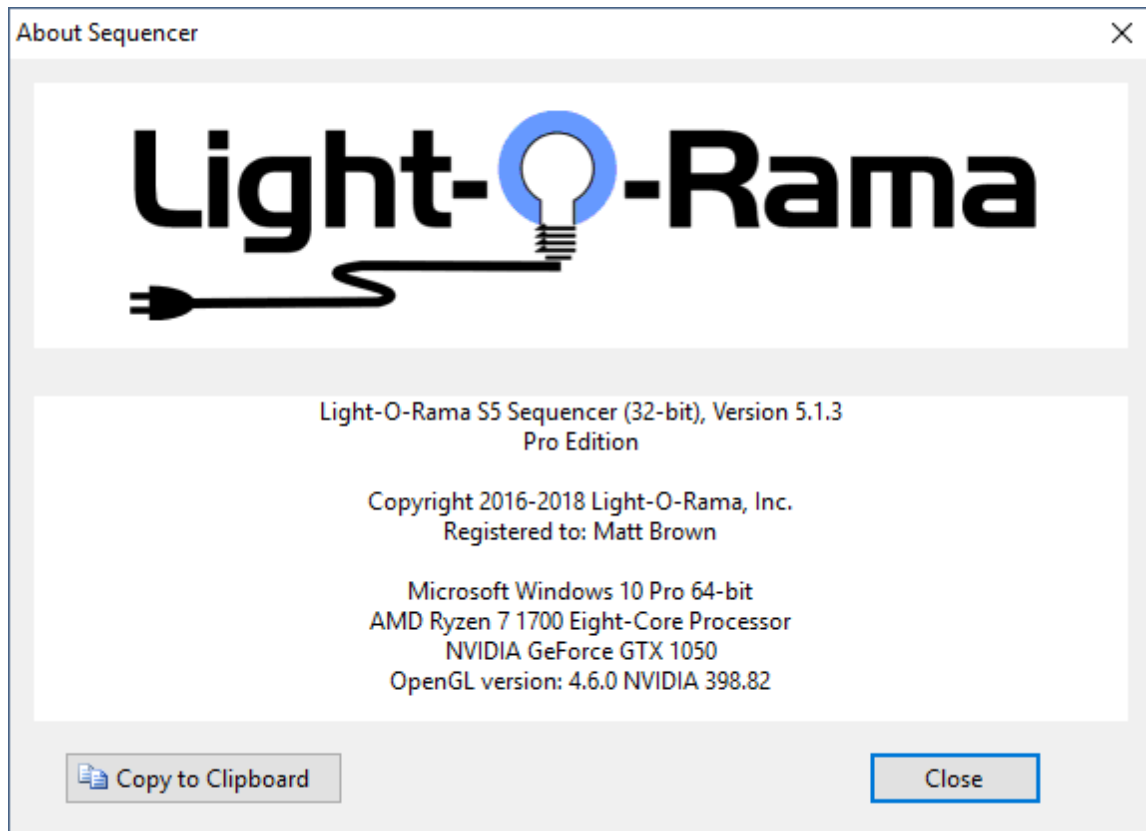 About Sequencer
Light-O-Rama
Light-O-Rama S5 Sequencer (32-bit), Version 5.1.3
Pro Edition
Copyright 2016-2018 Light-O-Rama, Inc.
Registered to: Matt Brown
Microsoft Windows 10 Pro 64-bit
AMD Ryzen 7 1700 Eight-Core Processor
NVIDIA GeForce GTX 1050
OpenGL version: 4.6.0 NVIDIA 398.82
Copy to Clipboard
Close